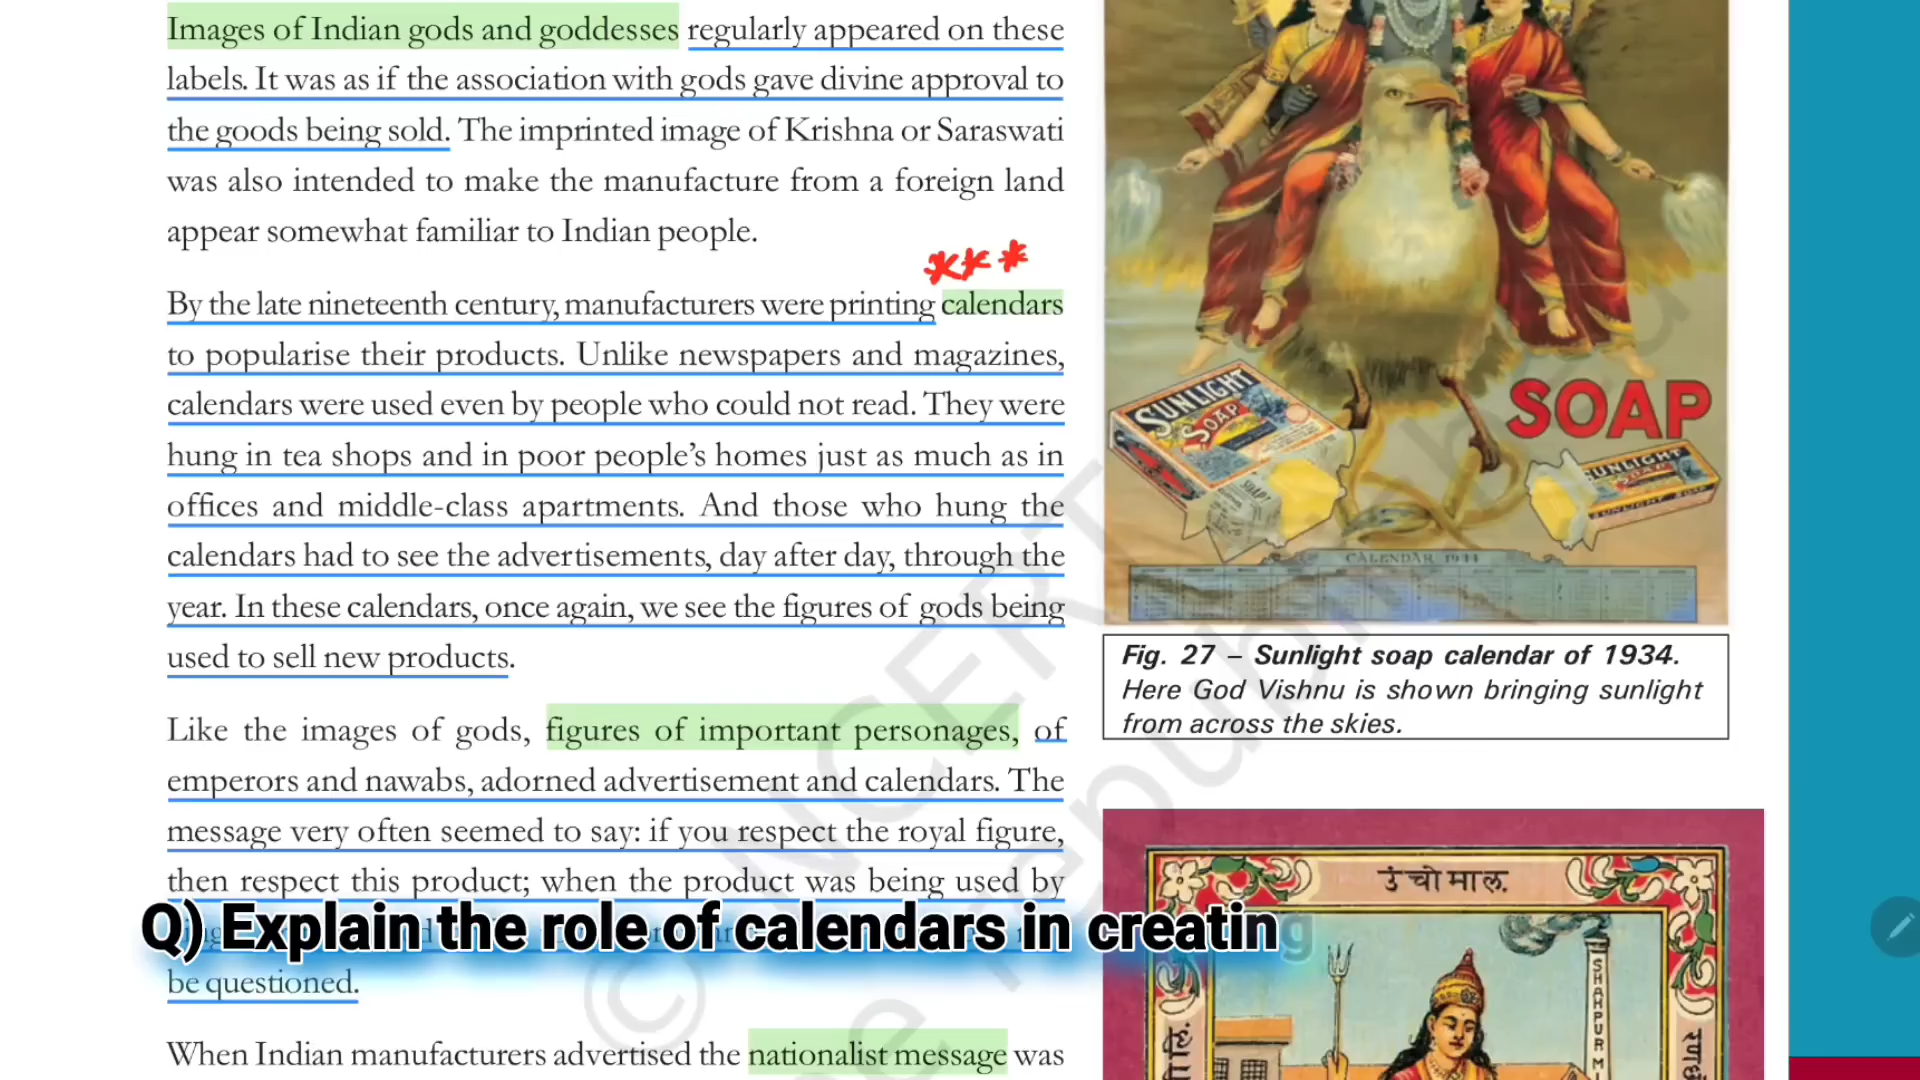 Images of Indian gods and goddesses regularly appeared on these
labels. It was as if the association with gods gave divine approval to
the goods being sold. The imprinted image of Krishna or Saraswati
was also intended to make the manufacture from a foreign land
appear somewhat familiar to Indian people.
By the late nineteenth century, manufacturers were printing calendars
to popularise their products. Unlike newspapers and magazines,
calendars were used even by people who could not read. They were
hung in tea shops and in poor people's homes just as much as in
offices and middle-class apartments. And those who hung the
calendars had to see the advertisements, day after day, through the
year. In these calendars, once again, we see the figures of gods being
used to sell new products.
Like the images of gods, figures of important personages, of
emperors and nawabs, adorned advertisement and calendars. The
message very often seemed to say: if you respect the royal figure,
then respect this product; when the product was being used by
be questioned.
When Indian manufacturers advertised the nationalist message was
Q) Explain the role of calendars in creating
SOAP
SUNLIGHT
SOAP
SOAP
SUNLIGHT
SOAP
SUNLIGHT SOAP
CALENDAR 1934
Fig. 27 – Sunlight soap calendar of 1934.
Here God Vishnu is shown bringing sunlight
from across the skies.
उंचो माल.
SHAHPUR MI
© NCERT